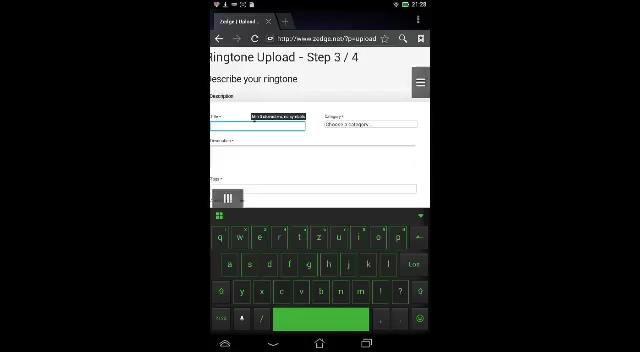 21:28
Zedge | Upload ...
http://www.zedge.net/?p=upload
Ringtone Upload - Step 3 / 4
Describe your ringtone
Description
Title *
Category *
Choose a category...
Description *
Tags *
q w e r t z u i o p
a s d f g h j k l
y x c v b n m ! ?
/ , .